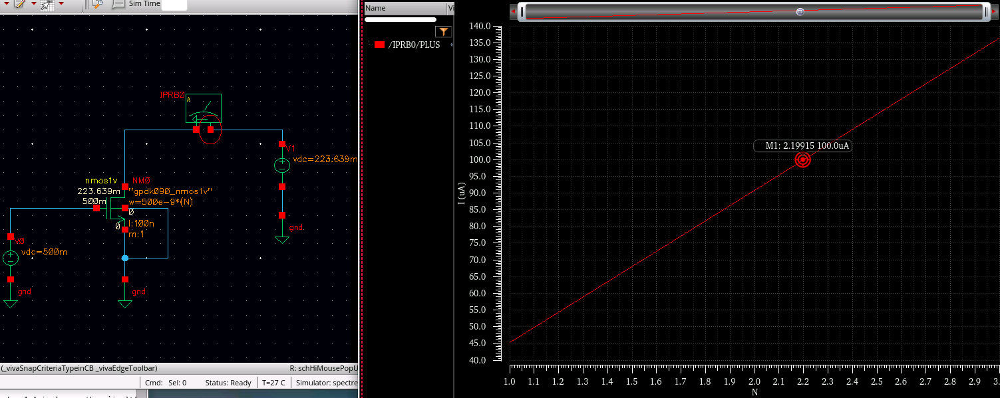 Sim Time
IPRB0
A
V1
vdc=223.639m
nmos1v
NM0
223.639m
"gpdk090_nmos1v"
500m
w=500e-9*(N)
0
0
l:100n
m:1
gnd
V0
vdc=500m
gnd
gnd
(_vivaSnapCriteriaTypeinCB _vivaEdgeToolbar)
R: schHiMousePopU
Cmd: Sel: 0
Status: Ready
T=27 C
Simulator: spectre
Name
Vi
/IPRB0/PLUS
m
140.0
135.0
130.0
125.0
120.0
115.0
110.0
105.0
100.0
95.0
90.0
85.0
80.0
75.0
70.0
65.0
60.0
55.0
50.0
45.0
40.0
I (uA)
M1: 2.19915 100.0uA
1.0 1.1 1.2 1.3 1.4 1.5 1.6 1.7 1.8 1.9 2.0 2.1 2.2 2.3 2.4 2.5 2.6 2.7 2.8 2.9 3.
N